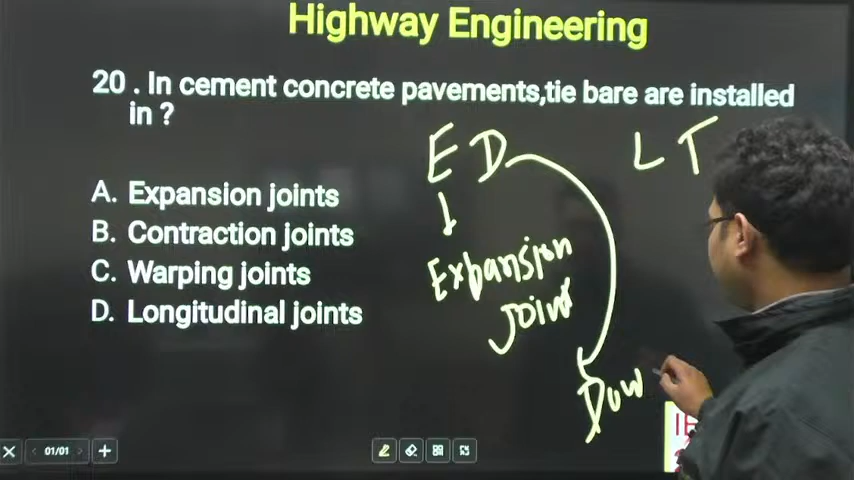 Highway Engineering
20 . In cement concrete pavements,tie bare are installed
in ?
A. Expansion joints
B. Contraction joints
C. Warping joints
D. Longitudinal joints
E D
L T
Expansion
joint
Dow
01/01